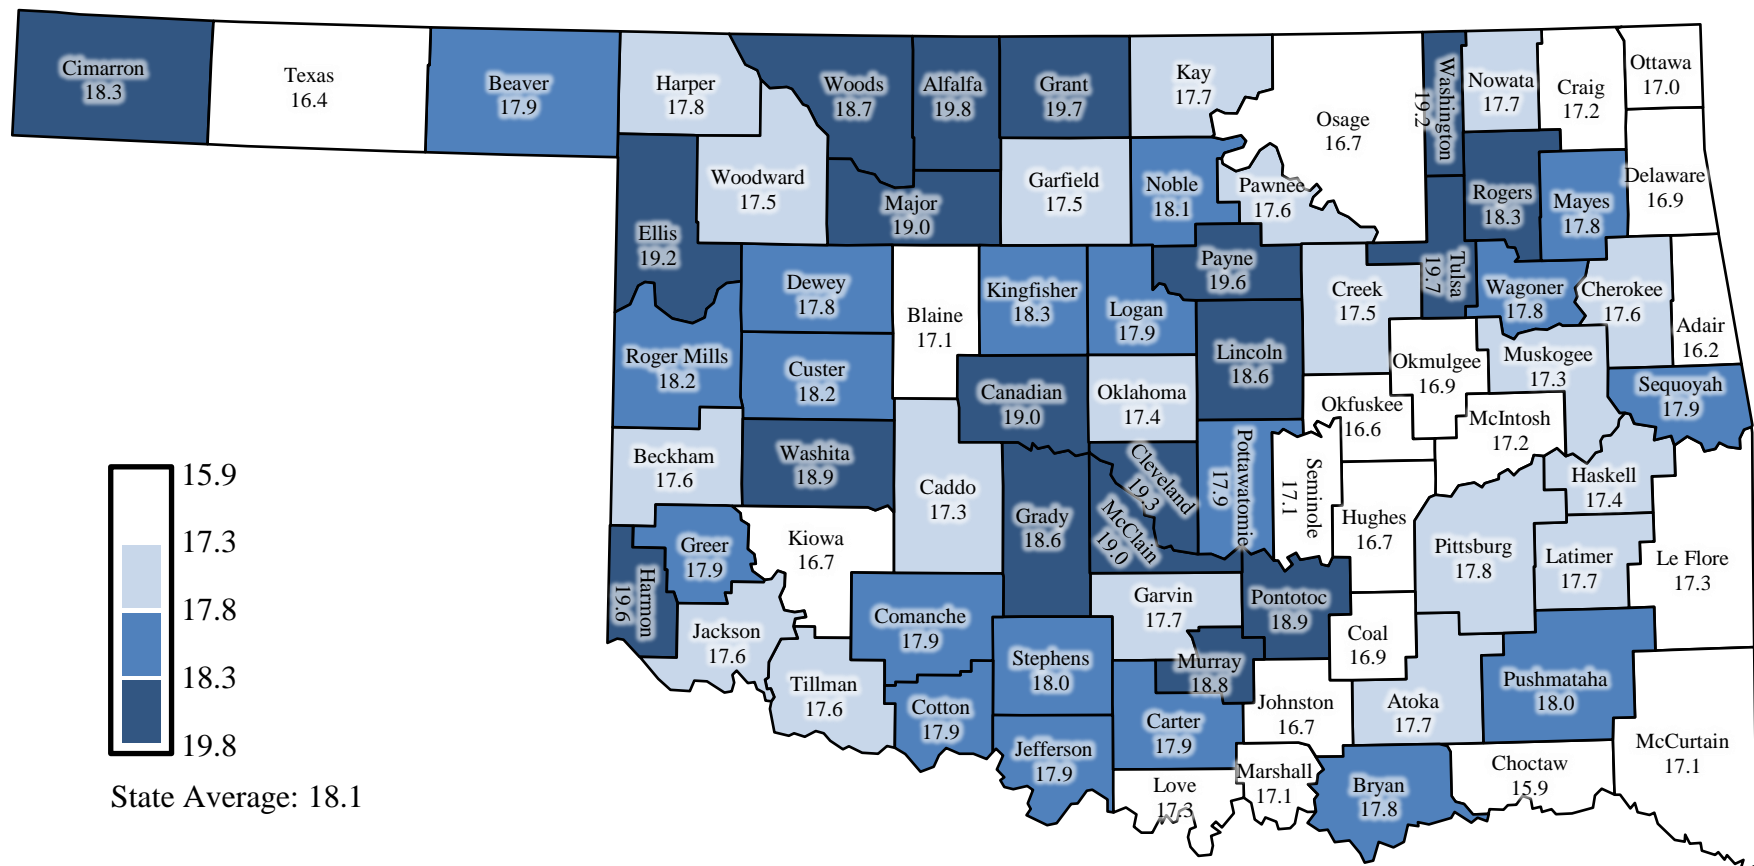 Cimarron
18.3
Texas
16.4
Beaver
17.9
Harper
17.8
Woods
18.7
Alfalfa
19.8
Grant
19.7
Kay
17.7
Osage
16.7
Washington
19.2
Nowata
17.7
Craig
17.2
Ottawa
17.0
Woodward
17.5
Major
19.0
Garfield
17.5
Noble
18.1
Pawnee
17.6
Rogers
18.3
Mayes
17.8
Delaware
16.9
Ellis
19.2
Dewey
17.8
Blaine
17.1
Kingfisher
18.3
Logan
17.9
Payne
19.6
Creek
17.5
Tulsa
19.7
Wagoner
17.8
Cherokee
17.6
Adair
16.2
Roger Mills
18.2
Custer
18.2
Canadian
19.0
Oklahoma
17.4
Lincoln
18.6
Okmulgee
16.9
Muskogee
17.3
Sequoyah
17.9
Okfuskee
16.6
McIntosh
17.2
Beckham
17.6
Washita
18.9
Caddo
17.3
Grady
18.6
Cleveland
19.3
McClain
19.0
Pottawatomie
17.9
Seminole
17.1
Hughes
16.7
Haskell
17.4
Pittsburg
17.8
Latimer
17.7
Le Flore
17.3
Greer
17.9
Kiowa
16.7
Harmon
19.6
Jackson
17.6
Comanche
17.9
Garvin
17.7
Pontotoc
18.9
Coal
16.9
Tillman
17.6
Cotton
17.9
Stephens
18.0
Murray
18.8
Johnston
16.7
Atoka
17.7
Pushmataha
18.0
Jefferson
17.9
Carter
17.9
Love
17.3
Marshall
17.1
Bryan
17.8
Choctaw
15.9
McCurtain
17.1
15.9
17.3
17.8
18.3
19.8
State Average: 18.1